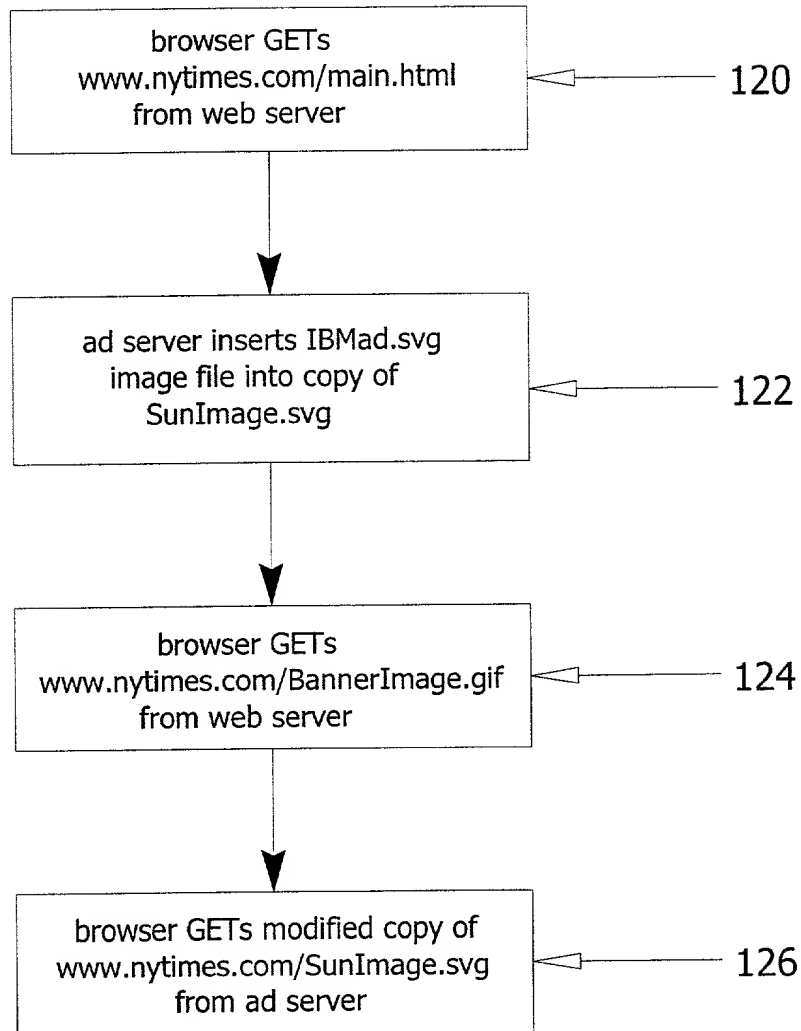 browser GETs
www.nytimes.com/main.html
from web server
120
ad server inserts IBMad.svg
image file into copy of
SunImage.svg
122
browser GETs
www.nytimes.com/BannerImage.gif
from web server
124
browser GETs modified copy of
www.nytimes.com/SunImage.svg
from ad server
126